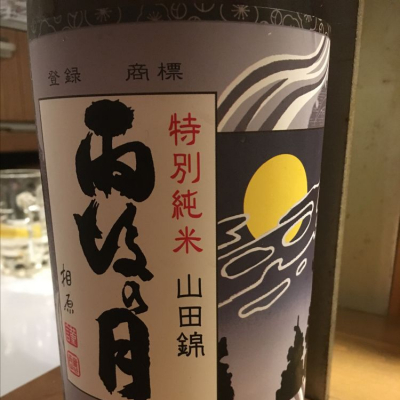 登録 商標
特別純米
山田錦
雨後の月
相原